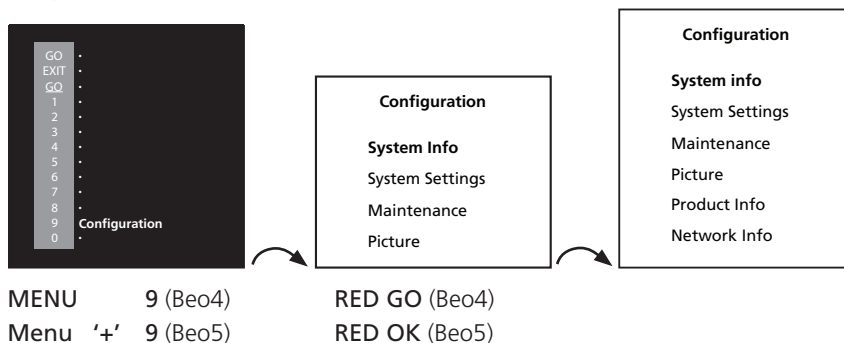 GO •
EXIT •
GO •
1 •
2 •
3 •
4 •
5 •
6 •
7 •
8 •
9 Configuration
0 •
MENU 9 (Beo4)
Menu '+' 9 (Beo5)
Configuration
System Info
System Settings
Maintenance
Picture
RED GO (Beo4)
RED OK (Beo5)
Configuration
System info
System Settings
Maintenance
Picture
Product Info
Network Info